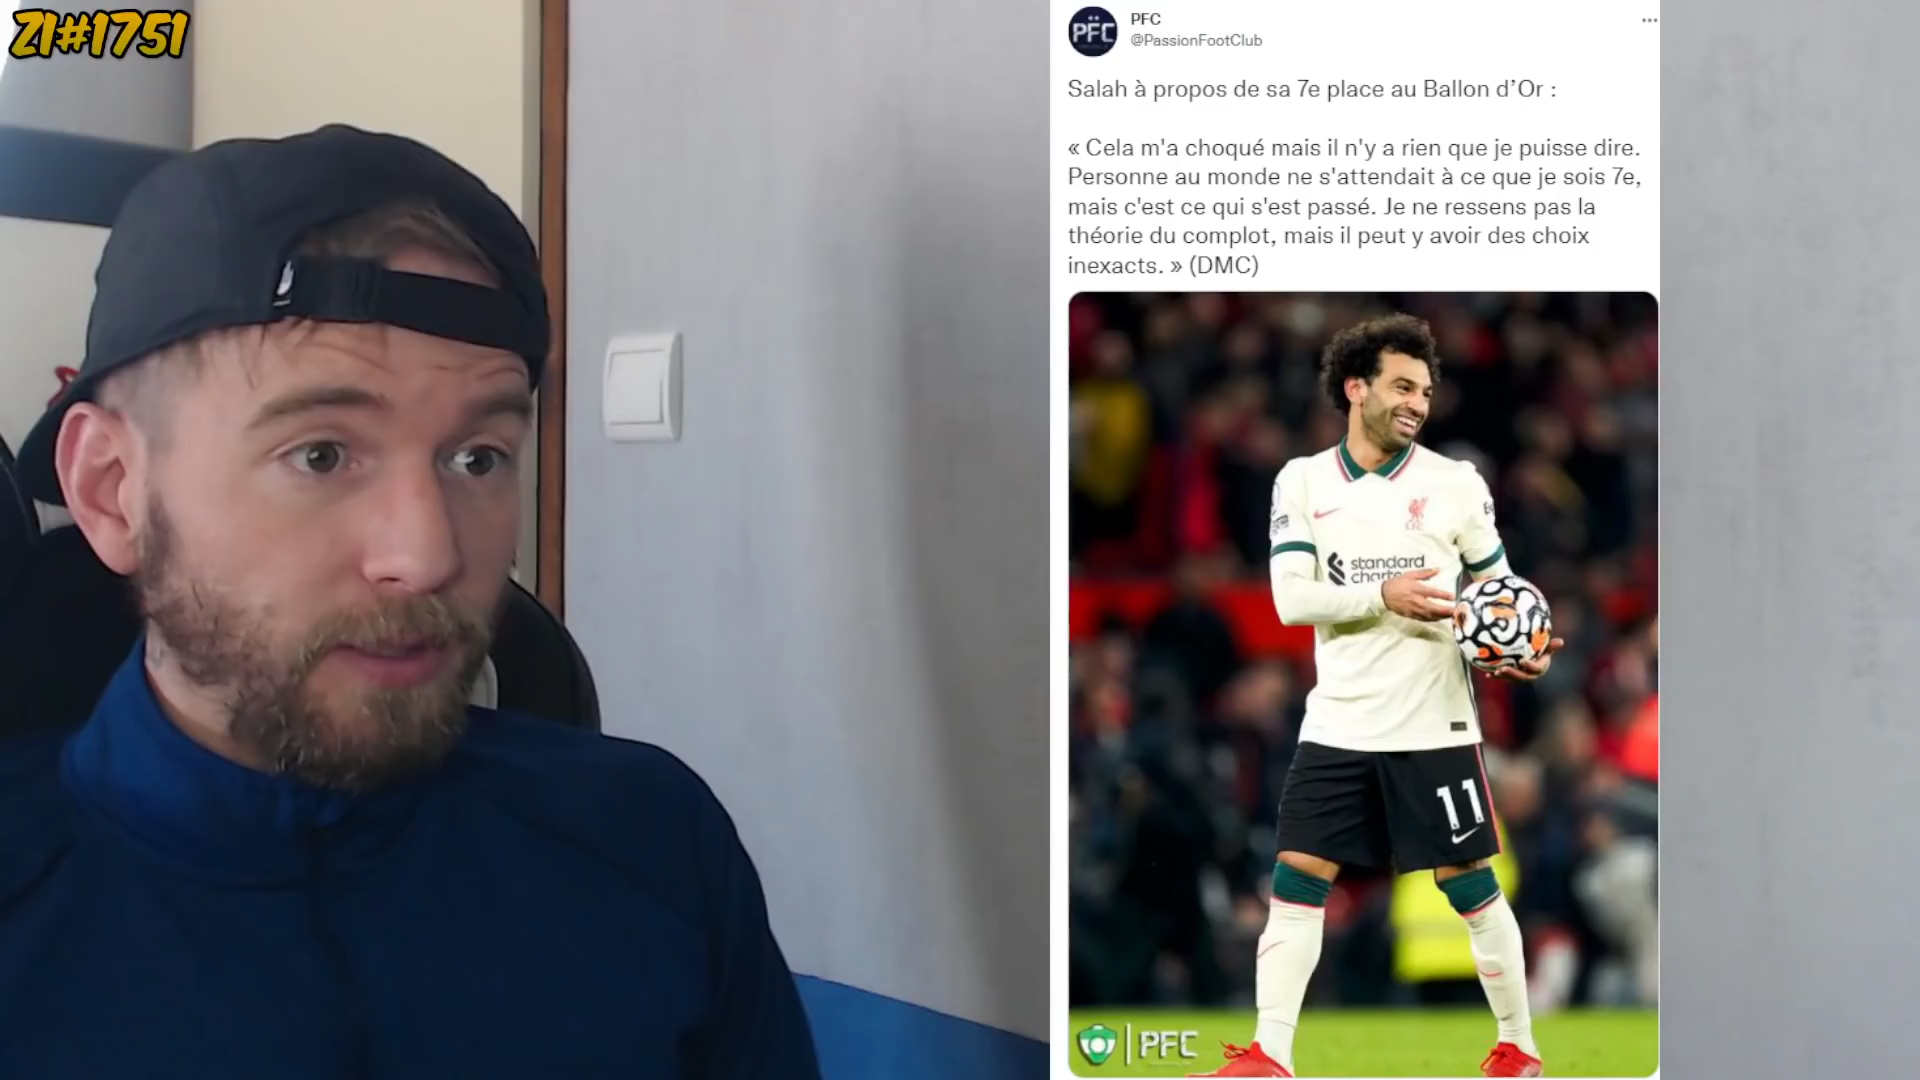 ZI#1751
PFC
PFC
@PassionFootClub
Salah à propos de sa 7e place au Ballon d’Or :
« Cela m'a choqué mais il n'y a rien que je puisse dire.
Personne au monde ne s'attendait à ce que je sois 7e,
mais c'est ce qui s'est passé. Je ne ressens pas la
théorie du complot, mais il peut y avoir des choix
inexacts. » (DMC)
standard
charte
11
PFC